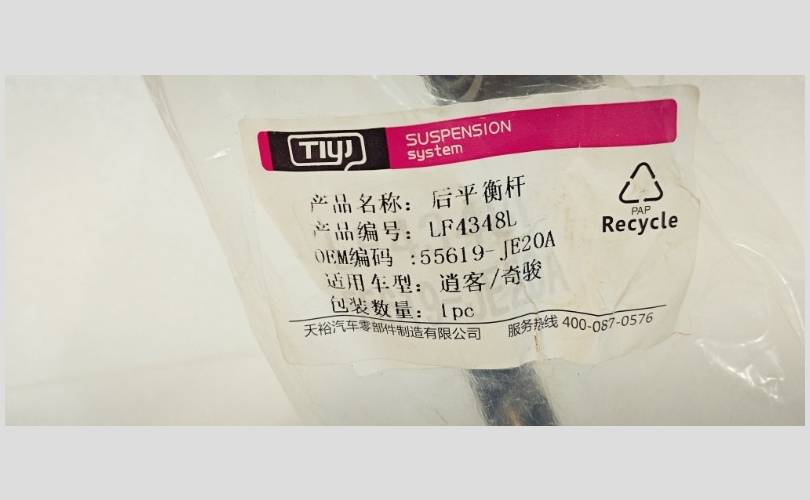 TIYJ
SUSPENSION
system
产品名称：后平衡杆
产品编号：LF4348L
OEM编码 :55619-JE20A
适用车型：逍客/奇骏
包装数量：1pc
PAP
Recycle
天裕汽车零部件制造有限公司 服务热线 400-087-0576